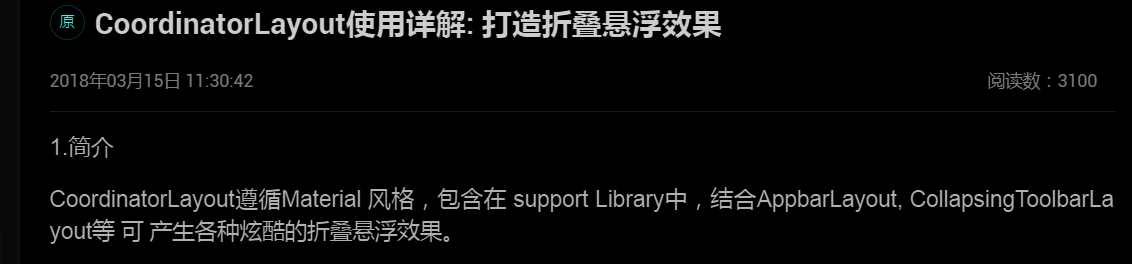 原 CoordinatorLayout使用详解: 打造折叠悬浮效果
2018年03月15日 11:30:42 阅读数：3100
1.简介
CoordinatorLayout遵循Material 风格，包含在 support Library中，结合AppbarLayout, CollapsingToolbarLa
yout等 可 产生各种炫酷的折叠悬浮效果。